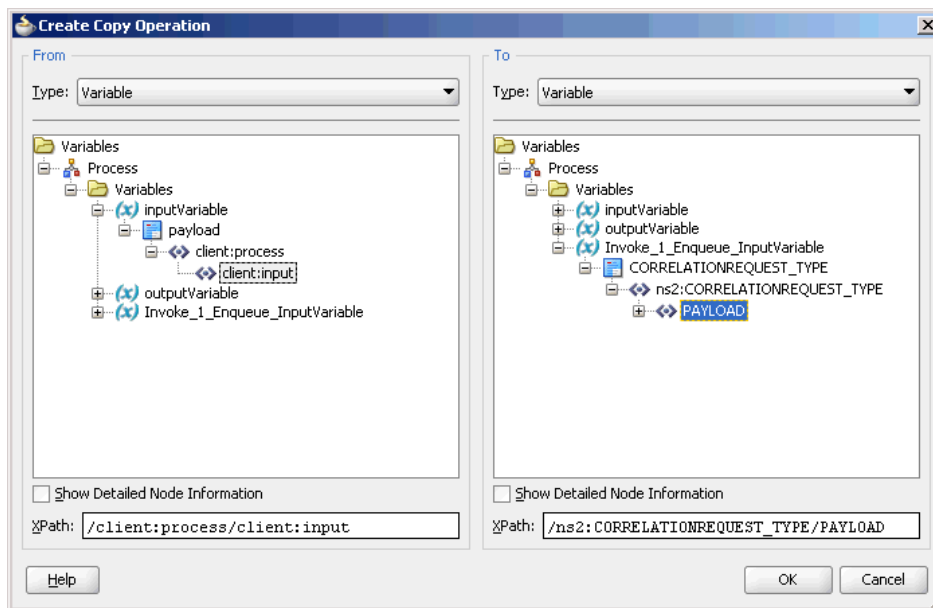 Create Copy Operation
From
Type: Variable
Variables
Process
Variables
(x) inputVariable
payload
client:process
client:input
(x) outputVariable
(x) Invoke_1_Enqueue_InputVariable
Show Detailed Node Information
XPath: /client:process/client:input
To
Type: Variable
Variables
Process
Variables
(x) inputVariable
(x) outputVariable
(x) Invoke_1_Enqueue_InputVariable
CORRELATIONREQUEST_TYPE
ns2:CORRELATIONREQUEST_TYPE
PAYLOAD
Show Detailed Node Information
XPath: /ns2:CORRELATIONREQUEST_TYPE/PAYLOAD
Help
OK
Cancel